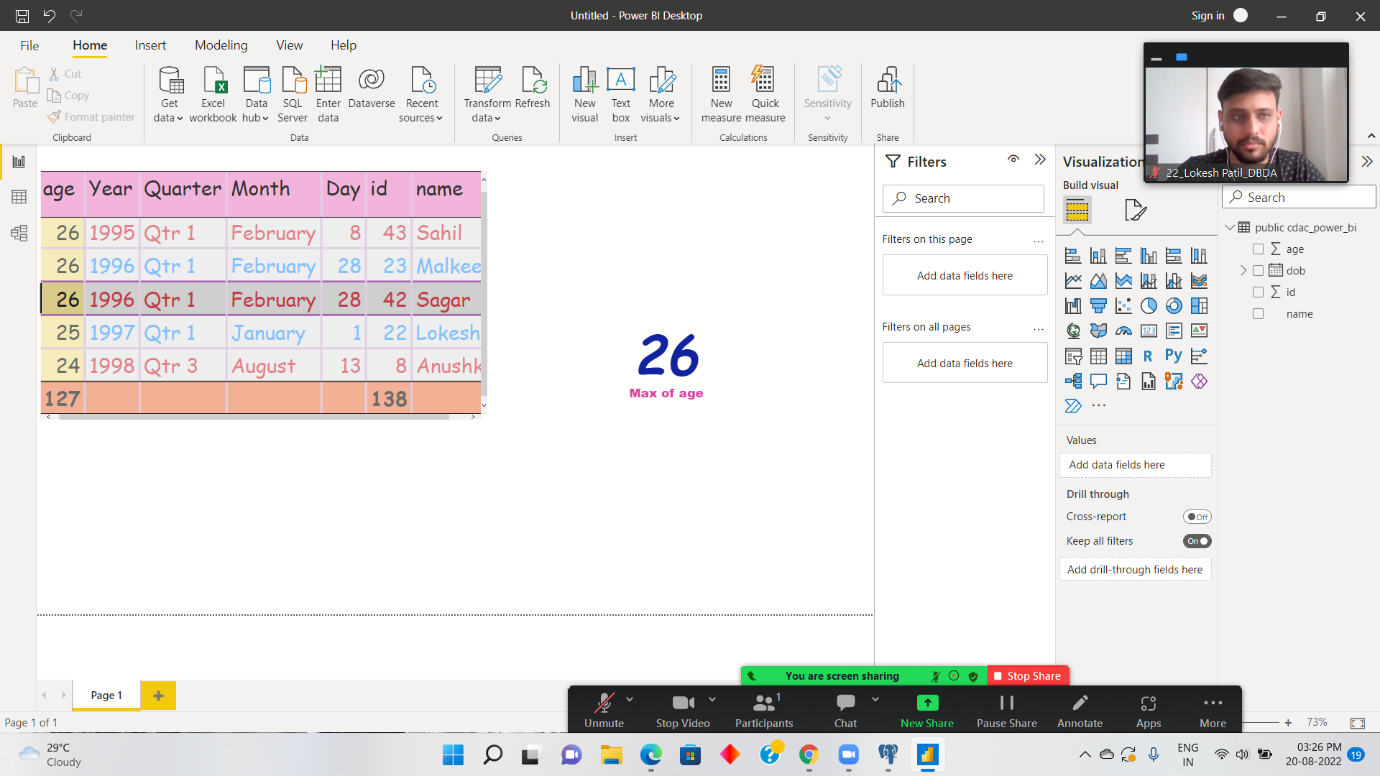 Untitled - Power BI Desktop
Sign in
File Home Insert Modeling View Help
Paste
Cut
Copy
Format painter
Clipboard
Get data
Excel workbook
Data hub
SQL Server
Enter data
Dataverse
Recent sources
Data
Transform data
Refresh
Queries
New visual
Text box
More visuals
Insert
New measure
Quick measure
Calculations
Sensitivity
Sensitivity
Publish
Share
22_Lokesh Patil_DBDA
age Year Quarter Month Day id name
26 1995 Qtr 1 February 8 43 Sahil
26 1996 Qtr 1 February 28 23 Malkee
26 1996 Qtr 1 February 28 42 Sagar
25 1997 Qtr 1 January 1 22 Lokesh
24 1998 Qtr 3 August 13 8 Anushk
127 138
26
Max of age
Filters
Search
Filters on this page ...
Add data fields here
Filters on all pages ...
Add data fields here
Visualization
Build visual
R Py
...
Values
Add data fields here
Drill through
Cross-report Off
Keep all filters On
Add drill-through fields here
Search
public cdac_power_bi
age
dob
id
name
You are screen sharing Stop Share
Page 1 +
Unmute
Stop Video
1
Participants
Chat
New Share
Pause Share
Annotate
Apps
More
Page 1 of 1
+ 73%
29°C
Cloudy
ENG
IN
03:26 PM
20-08-2022
19